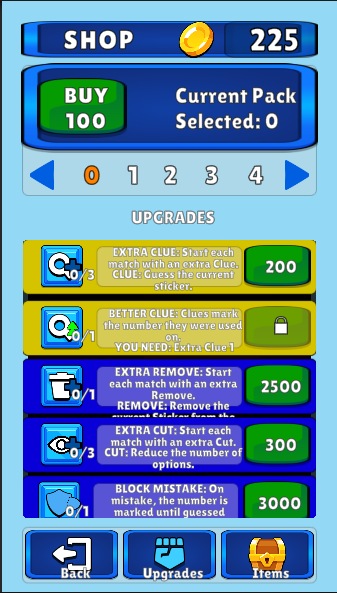 SHOP 225
BUY
100
Current Pack
Selected: 0
0 1 2 3 4
UPGRADES
0/3
EXTRA CLUE: Start each
match with an extra Clue.
CLUE: Guess the current
sticker.
200
0/1
BETTER CLUE: Clues mark
the number they were used
on.
YOU NEED: Extra Clue 1
0/1
EXTRA REMOVE: Start
each match with an extra
Remove.
REMOVE: Remove the
current Sticker from the
2500
0/3
EXTRA CUT: Start each
match with an extra Cut.
CUT: Reduce the number of
options.
300
0/1
BLOCK MISTAKE: On
mistake, the number is
marked until guessed
3000
Back Upgrades Items